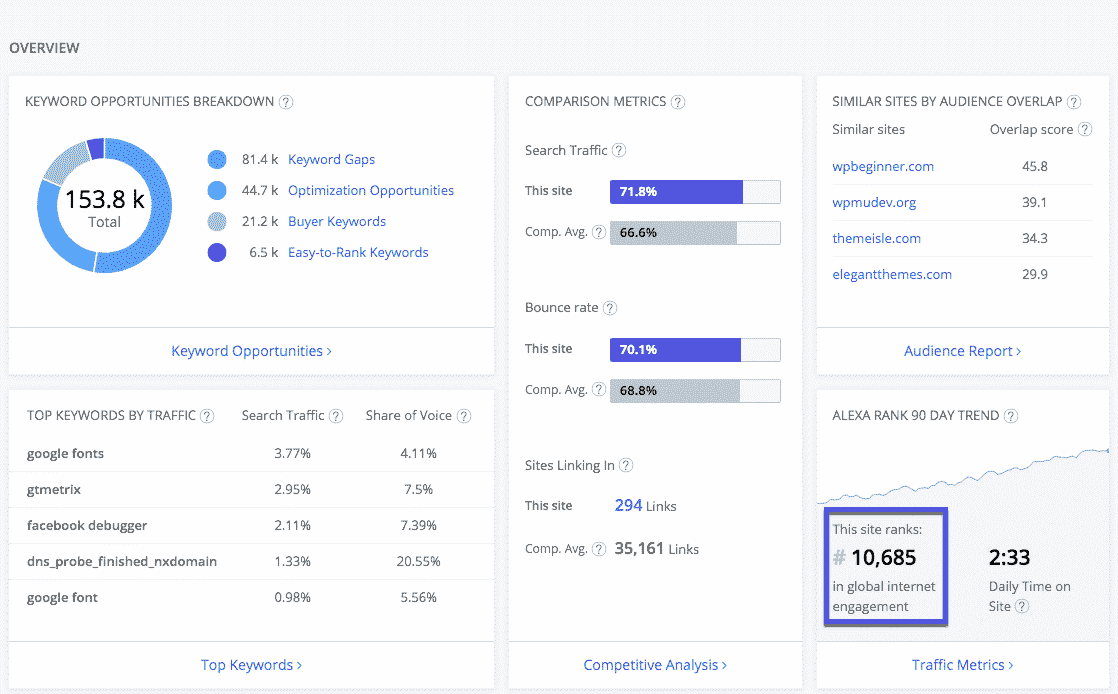 OVERVIEW
KEYWORD OPPORTUNITIES BREAKDOWN ?
153.8 k
Total
81.4 k Keyword Gaps
44.7 k Optimization Opportunities
21.2 k Buyer Keywords
6.5 k Easy-to-Rank Keywords
Keyword Opportunities >
TOP KEYWORDS BY TRAFFIC ? Search Traffic ? Share of Voice ?
google fonts 3.77% 4.11%
gtmetrix 2.95% 7.5%
facebook debugger 2.11% 7.39%
dns_probe_finished_nxdomain 1.33% 20.55%
google font 0.98% 5.56%
Top Keywords >
COMPARISON METRICS ?
Search Traffic ?
This site 71.8%
Comp. Avg. ? 66.6%
Bounce rate ?
This site 70.1%
Comp. Avg. ? 68.8%
Sites Linking In ?
This site 294 Links
Comp. Avg. ? 35,161 Links
Competitive Analysis >
SIMILAR SITES BY AUDIENCE OVERLAP ?
Similar sites Overlap score ?
wpbeginner.com 45.8
wpmudev.org 39.1
themeisle.com 34.3
elegantthemes.com 29.9
Audience Report >
ALEXA RANK 90 DAY TREND ?
This site ranks:
# 10,685
in global internet
engagement
2:33
Daily Time on
Site ?
Traffic Metrics >